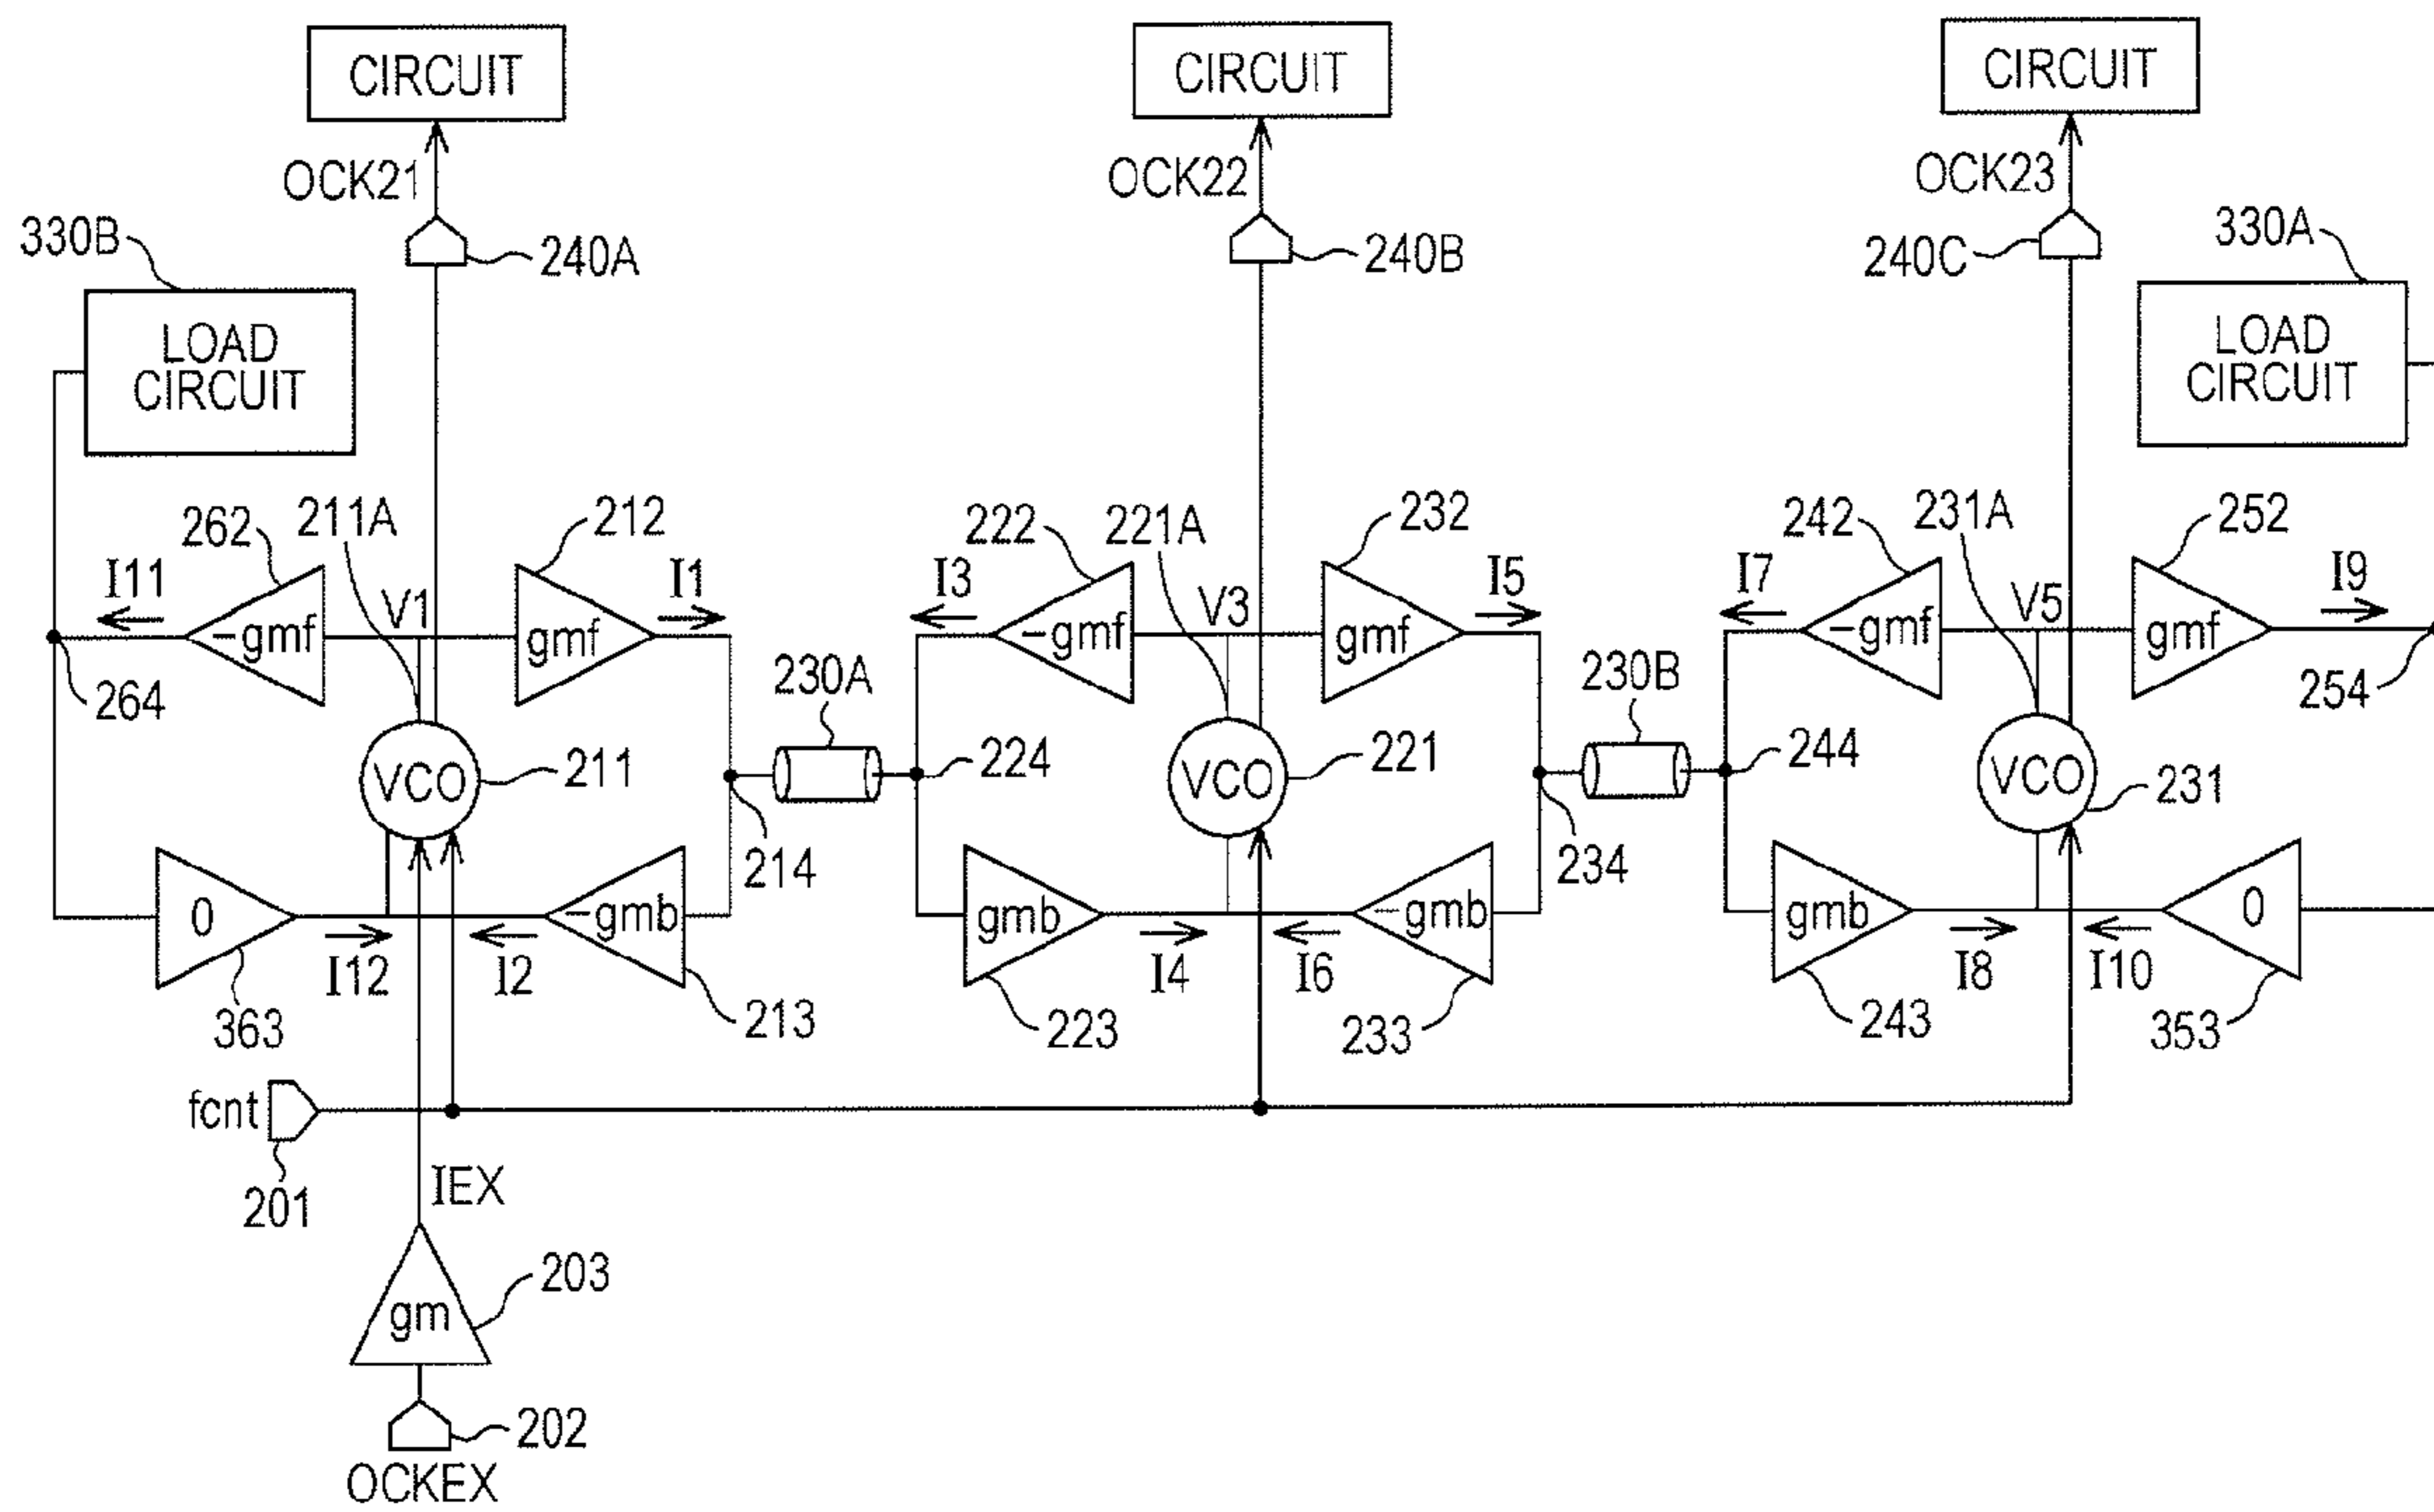 CIRCUIT CIRCUIT CIRCUIT
OCK21 OCK22 OCK23
330B 240A 240B 240C 330A
LOAD CIRCUIT
LOAD CIRCUIT
262 211A 212 222 221A 232 242 231A 252
I11 V1 I1 I3 V3 I5 I7 V5 I9
-gmf gmf -gmf gmf -gmf gmf
264 230A 230B 254
VCO 211 224 VCO 221 244 VCO 231
214 234
0 -gmb gmb -gmb gmb 0
I12 I2 I4 I6 I8 I10
363 213 223 233 243 353
fcnt
201
IEX
203
gm
202
OCKEX